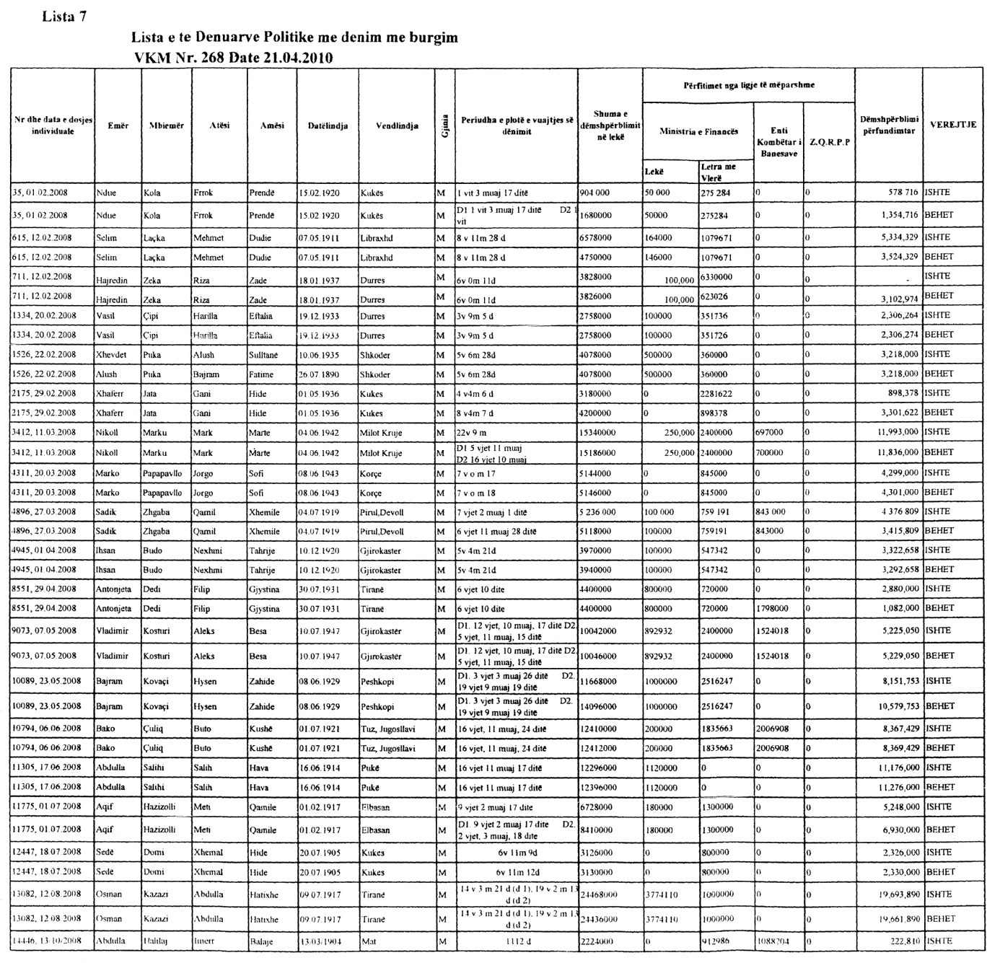 Lista 7
Lista e te Denuarve Politike me denim me burgim
VKM Nr. 268 Date 21.04.2010
Nr dhe data e dosjes individuale Emër Mbiemër Atësi Amësi Datëlindja Vendlindja Gjinia Periudha e plotë e vuajtjes së dënimit Shuma e dëmshpërblimit në lekë Përfitimet nga ligje të mëparshme Dëmshpërblimi përfundimtar VEREJTJE
Ministria e Financës Enti Kombëtar i Banesave Z.Q.R.P.P
Lekë Letra me Vlerë
35, 01.02.2008 Ndue Kola Frrok Prendë 15.02.1920 Kukës M 1 vit 3 muaj 17 ditë 904 000 50 000 275 284 0 0 578 716 ISHTE
35, 01.02.2008 Ndue Kola Frrok Prendë 15.02.1920 Kukës M D1 1 vit 3 muaj 17 ditë D2 1 vit 1680000 50000 275284 0 0 1,354,716 BEHET
615, 12.02.2008 Selim Laçka Mehmet Dudie 07.05.1911 Libraxhd M 8 v 11m 28 d 6578000 164000 1079671 0 0 5,334,329 ISHTE
615, 12.02.2008 Selim Laçka Mehmet Dudie 07.05.1911 Libraxhd M 8 v 11m 28 d 4750000 146000 1079671 0 0 3,524,329 BEHET
711, 12.02.2008 Hajredin Zeka Riza Zade 18.01.1937 Durres M 6v 0m 11d 3828000 100,000 6330000 0 0 - ISHTE
711, 12.02.2008 Hajredin Zeka Riza Zade 18.01.1937 Durres M 6v 0m 11d 3826000 100,000 623026 0 0 3,102,974 BEHET
1334, 20.02.2008 Vasil Çipi Harilla Eftalia 19.12.1933 Durres M 3v 9m 5 d 2758000 100000 351736 0 0 2,306,264 ISHTE
1334, 20.02.2008 Vasil Çipi Harilla Eftalia 19.12.1933 Durres M 3v 9m 5 d 2758000 100000 351726 0 0 2,306,274 BEHET
1526, 22.02.2008 Xhevdet Puka Alush Sulltanë 10.06.1935 Shkoder M 5v 6m 28d 4078000 500000 360000 0 0 3,218,000 ISHTE
1526, 22.02.2008 Alush Puka Bajram Fatime 26.07.1890 Shkoder M 5v 6m 28d 4078000 500000 360000 0 0 3,218,000 BEHET
2175, 29.02.2008 Xhaferr Jata Gani Hide 01.05.1936 Kukes M 4 v4m 6 d 3180000 0 2281622 0 0 898,378 ISHTE
2175, 29.02.2008 Xhaferr Jata Gani Hide 01.05.1936 Kukes M 8 v4m 7 d 4200000 0 898378 0 0 3,301,622 BEHET
3412, 11.03.2008 Nikoll Marku Mark Marte 04.06.1942 Milot Kruje M 22v 9 m 15340000 250,000 2400000 697000 0 11,993,000 ISHTE
3412, 11.03.2008 Nikoll Marku Mark Marte 04.06.1942 Milot Kruje M D1 5 vjet 11 muaj D2 16 vjet 10 muaj 15186000 250,000 2400000 700000 0 11,836,000 BEHET
4311, 20.03.2008 Marko Papapavllo Jorgo Sofi 08.06.1943 Korçe M 7 v o m 17 5144000 0 845000 0 0 4,299,000 ISHTE
4311, 20.03.2008 Marko Papapavllo Jorgo Sofi 08.06.1943 Korçe M 7 v o m 18 5146000 0 845000 0 0 4,301,000 BEHET
4896, 27.03.2008 Sadik Zhgaba Qamil Xhemile 04.07.1919 Pirul,Devoll M 7 vjet 2 muaj 1 ditë 5 236 000 100 000 759 191 843 000 0 4 376 809 ISHTE
4896, 27.03.2008 Sadik Zhgaba Qamil Xhemile 04.07.1919 Pirul,Devoll M 6 vjet 11 muaj 28 ditë 5118000 100000 759191 843000 0 3,415,809 BEHET
4945, 01.04.2008 Ihsan Budo Nexhmi Tahrije 10.12.1920 Gjirokaster M 5v 4m 21d 3970000 100000 547342 0 0 3,322,658 ISHTE
4945, 01.04.2008 Ihsan Budo Nexhmi Tahrije 10.12.1920 Gjirokaster M 5v 4m 21d 3940000 100000 547342 0 0 3,292,658 BEHET
8551, 29.04.2008 Antonjeta Dedi Filip Gjystina 30.07.1931 Tiranë M 6 vjet 10 dite 4400000 800000 720000 0 0 2,880,000 ISHTE
8551, 29.04.2008 Antonjeta Dedi Filip Gjystina 30.07.1931 Tiranë M 6 vjet 10 dite 4400000 800000 720000 1798000 0 1,082,000 BEHET
9073, 07.05.2008 Vladimir Kosturi Aleks Besa 10.07.1947 Gjirokastër M D1. 12 vjet, 10 muaj, 17 ditë D2. 5 vjet, 11 muaj, 15 ditë 10042000 892932 2400000 1524018 0 5,225,050 ISHTE
9073, 07.05.2008 Vladimir Kosturi Aleks Besa 10.07.1947 Gjirokastër M D1. 12 vjet, 10 muaj, 17 ditë D2. 5 vjet, 11 muaj, 15 ditë 10046000 892932 2400000 1524018 0 5,229,050 BEHET
10089, 23.05.2008 Bajram Kovaçi Hysen Zahide 08.06.1929 Peshkopi M D1. 3 vjet 3 muaj 26 ditë D2. 19 vjet 9 muaj 19 ditë 11668000 1000000 2516247 0 0 8,151,753 ISHTE
10089, 23.05.2008 Bajram Kovaçi Hysen Zahide 08.06.1929 Peshkopi M D1. 3 vjet 3 muaj 26 ditë D2. 19 vjet 9 muaj 19 ditë 14096000 1000000 2516247 0 0 10,579,753 BEHET
10794, 06.06.2008 Bako Çuliq Buto Kushë 01.07.1921 Tuz, Jugosllavi M 16 vjet, 11 muaj, 24 ditë 12410000 200000 1835663 2006908 0 8,367,429 ISHTE
10794, 06.06.2008 Bako Çuliq Buto Kushë 01.07.1921 Tuz, Jugosllavi M 16 vjet, 11 muaj, 24 ditë 12412000 200000 1835663 2006908 0 8,369,429 BEHET
11305, 17.06.2008 Abdulla Salihi Salih Hava 16.06.1914 Pukë M 16 vjet 11 muaj 17 ditë 12296000 1120000 0 0 0 11,176,000 ISHTE
11305, 17.06.2008 Abdulla Salihi Salih Hava 16.06.1914 Pukë M 16 vjet 11 muaj 17 ditë 12396000 1120000 0 0 0 11,276,000 BEHET
11775, 01.07.2008 Aqif Hazizolli Meti Qamile 01.02.1917 Elbasan M 9 vjet 2 muaj 17 dite 6728000 180000 1300000 0 0 5,248,000 ISHTE
11775, 01.07.2008 Aqif Hazizolli Meti Qamile 01.02.1917 Elbasan M D1. 9 vjet 2 muaj 17 dite D2. 2 vjet, 3 muaj, 18 dite 8410000 180000 1300000 0 0 6,930,000 BEHET
12447, 18.07.2008 Sedë Domi Xhemal Hide 20.07.1905 Kukes M 6v 11m 9d 3126000 0 800000 0 0 2,326,000 ISHTE
12447, 18.07.2008 Sedë Domi Xhemal Hide 20.07.1905 Kukes M 6v 11m 12d 3130000 0 800000 0 0 2,330,000 BEHET
13082, 12.08.2008 Osman Kazazi Abdulla Hatixhe 09.07.1917 Tiranë M 14 v 3 m 21 d (d 1), 19 v 2 m 13 d (d 2) 24468000 3774110 1000000 0 0 19,693,890 ISHTE
13082, 12.08.2008 Osman Kazazi Abdulla Hatixhe 09.07.1917 Tiranë M 14 v 3 m 21 d (d 1), 19 v 2 m 13 d (d 2) 24436000 3774110 1000000 0 0 19,661,890 BEHET
14446, 13/10/2008 Abdulla Halilaj Imerr Balaje 13/03/1904 Mat M 1112 d 2224000 0 912986 1088204 0 222,810 ISHTE